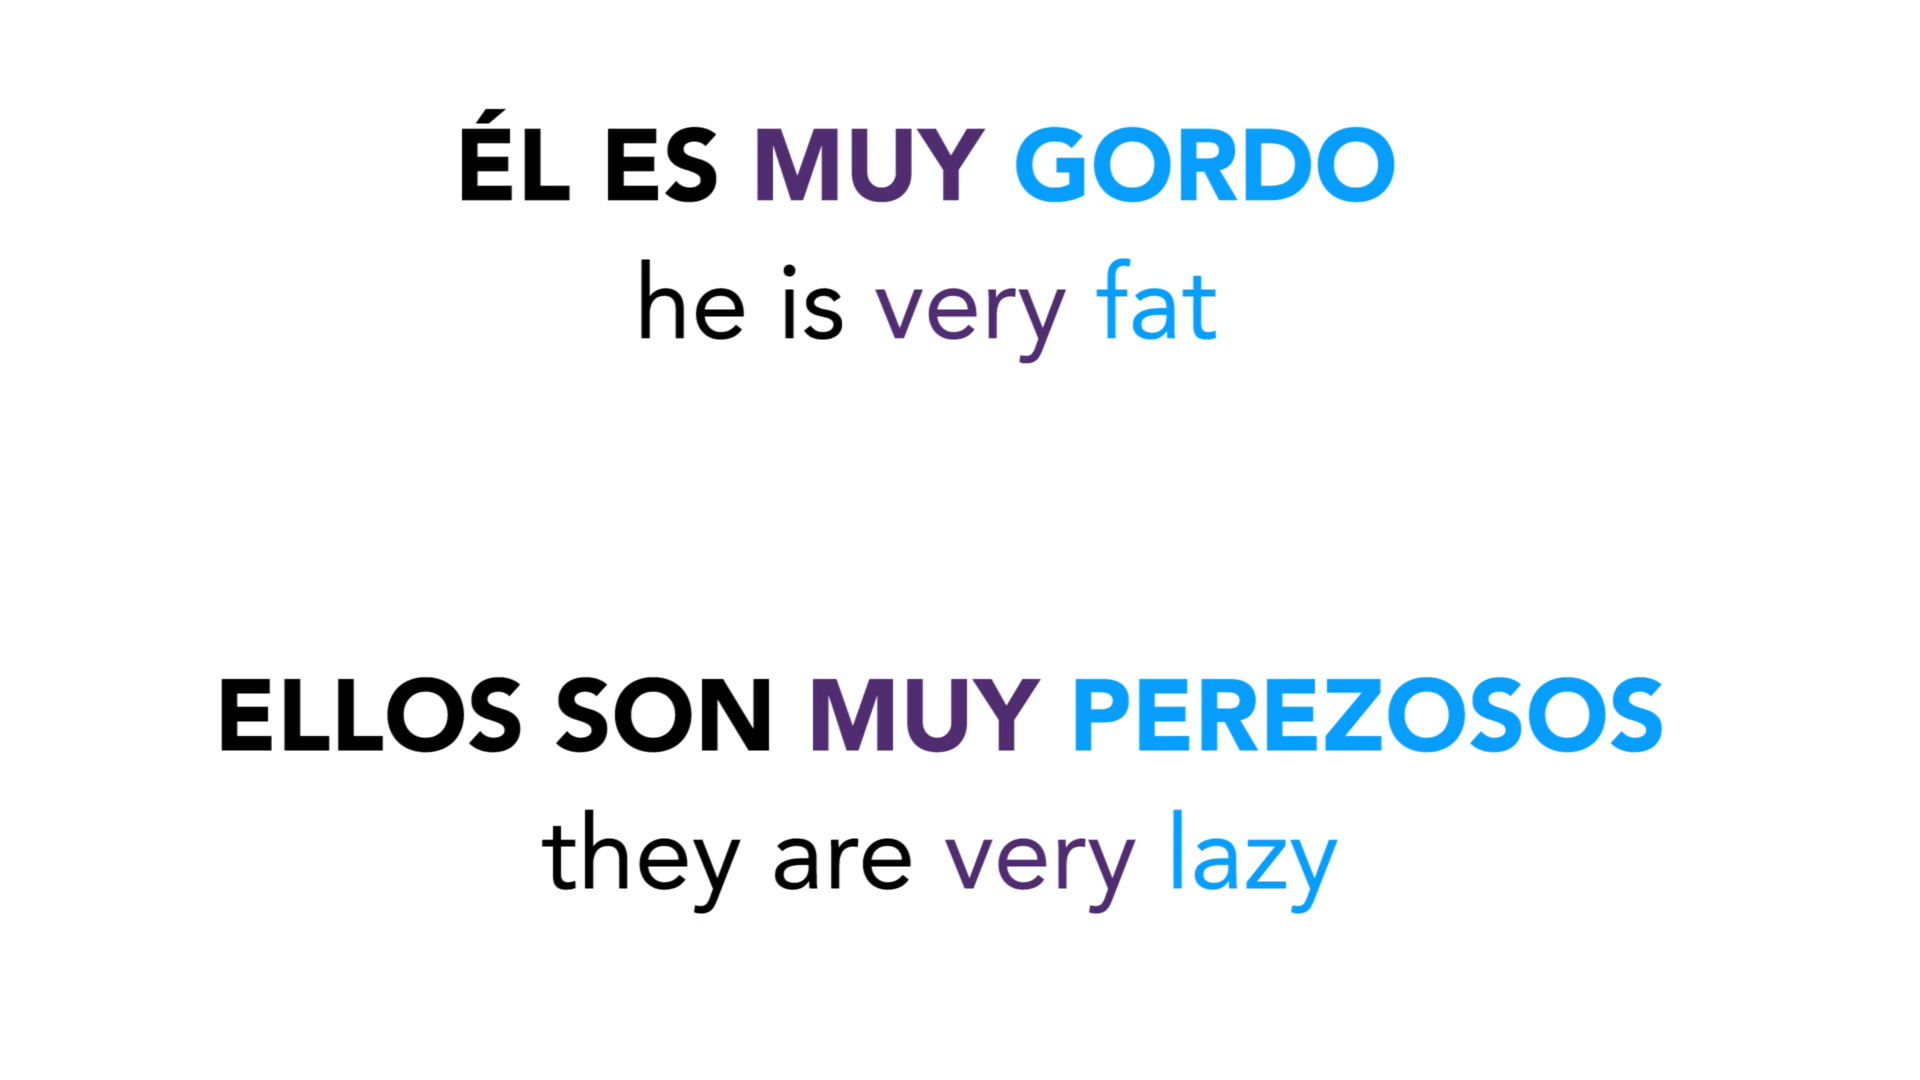 ÉL ES MUY GORDO
he is very fat
ELLOS SON MUY PEREZOSOS
they are very lazy